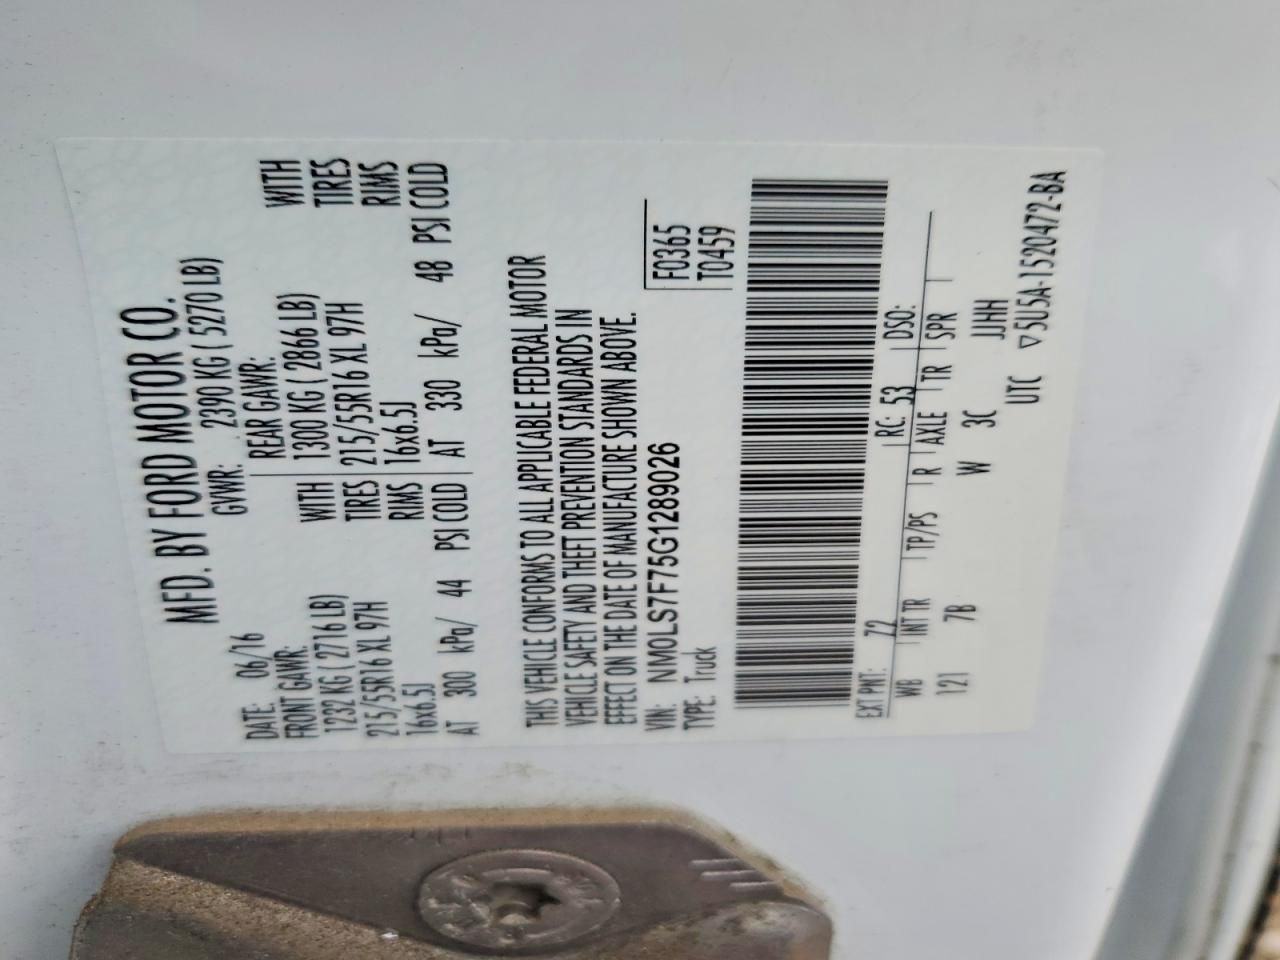 MFD. BY FORD MOTOR CO.
DATE: 06/16 GVWR: 2390 KG ( 5270 LB)
FRONT GAWR: REAR GAWR:
1232 KG ( 2716 LB) WITH 1300 KG ( 2866 LB) WITH
215/55R16 XL 97H TIRES 215/55R16 XL 97H TIRES
16x6.5J RIMS 16x6.5J RIMS
AT 300 kPa/ 44 PSI COLD AT 330 kPa/ 48 PSI COLD
THIS VEHICLE CONFORMS TO ALL APPLICABLE FEDERAL MOTOR
VEHICLE SAFETY AND THEFT PREVENTION STANDARDS IN
EFFECT ON THE DATE OF MANUFACTURE SHOWN ABOVE.
VIN: NM0LS7F75G1289026 F0365
TYPE: Truck T0459
EXT PNT: 7Z RC: 53 DSO:
WB INT TR TP/PS R AXLE TR SPR
121 7B W 3C JJHH
UTC ▽5U5A-1520472-BA